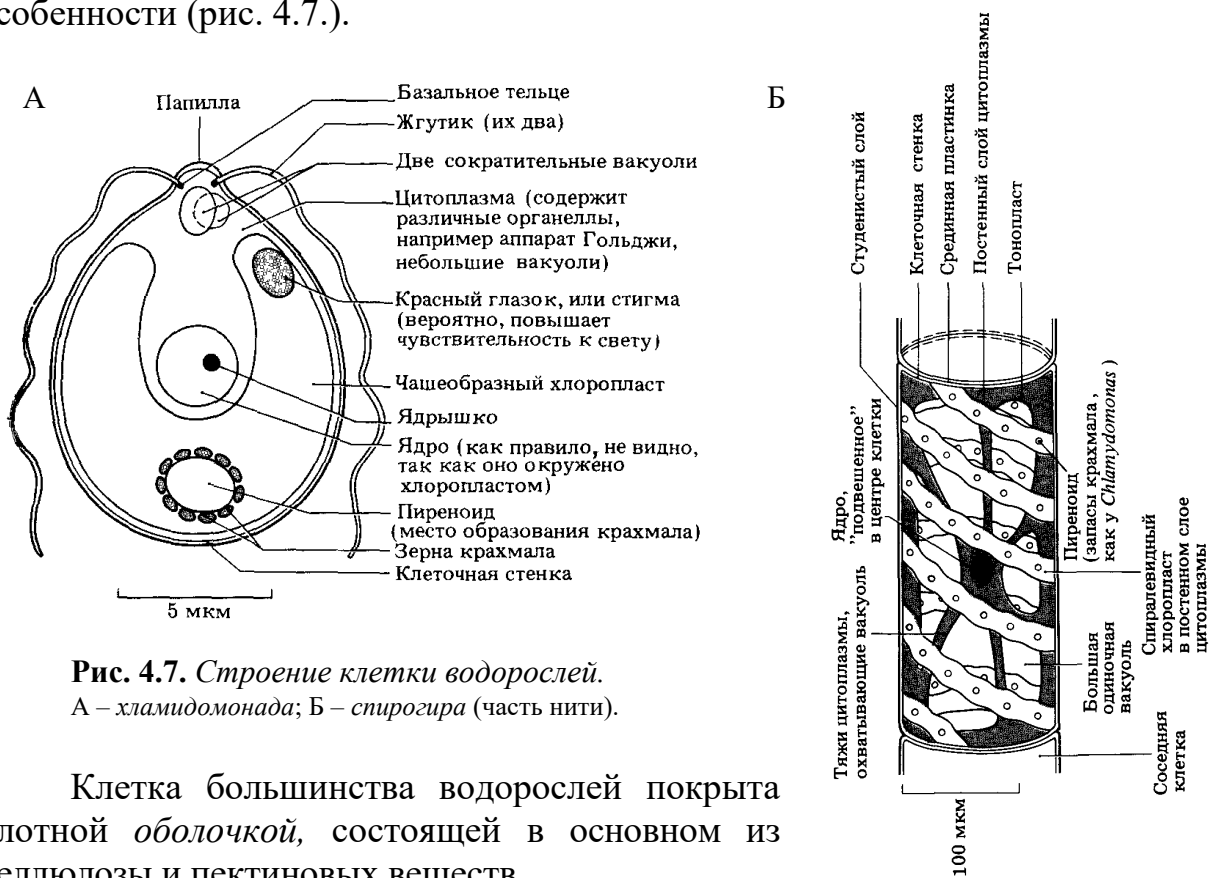 собенности (рис. 4.7.).
А
Папилла
Базальное тельце
Жгутик (их два)
Две сократительные вакуоли
Цитоплазма (содержит
различные органеллы,
например аппарат Гольджи,
небольшие вакуоли)
Красный глазок, или стигма
(вероятно, повышает
чувствительность к свету)
Чашеобразный хлоропласт
Ядрышко
Ядро (как правило, не видно,
так как оно окружено
хлоропластом)
Пиреноид
(место образования крахмала)
Зерна крахмала
Клеточная стенка
5 мкм
Б
Студенистый слой
Клеточная стенка
Срединная пластинка
Постенный слой цитоплазмы
Тонопласт
Ядро,
"подвешенное"
в центре клетки
Тяжи цитоплазмы,
охватывающие вакуоль
Пиреноид
(запасы крахмала,
как у Chlamydomonas)
Спиралевидный
хлоропласт
в постенном слое
цитоплазмы
Большая
одиночная
вакуоль
Соседняя
клетка
100 мкм
Рис. 4.7. Строение клетки водорослей.
А – хламидомонада; Б – спирогира (часть нити).
Клетка большинства водорослей покрыта
лотной оболочкой, состоящей в основном из
еллюлозы и пектиновых веществ